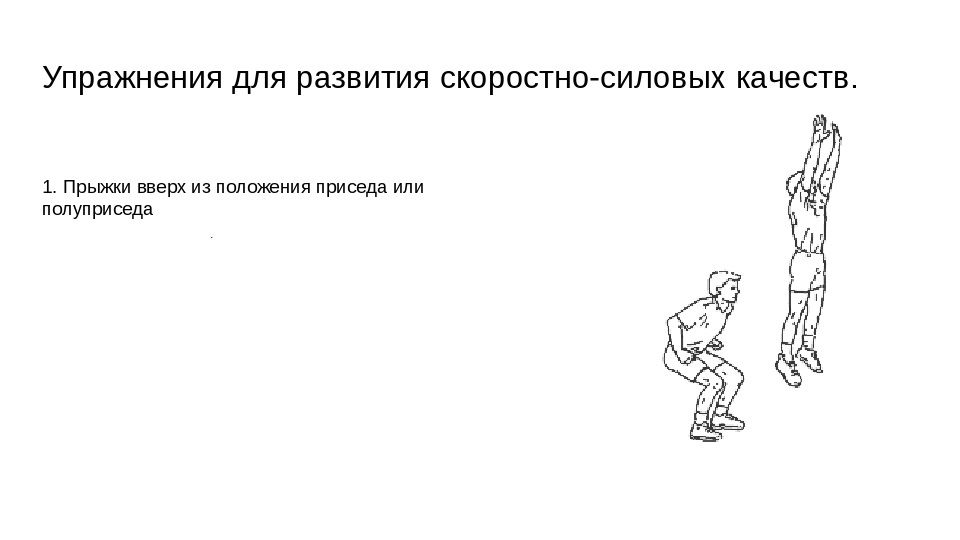 Упражнения для развития скоростно-силовых качеств.
1. Прыжки вверх из положения приседа или
полуприседа
.